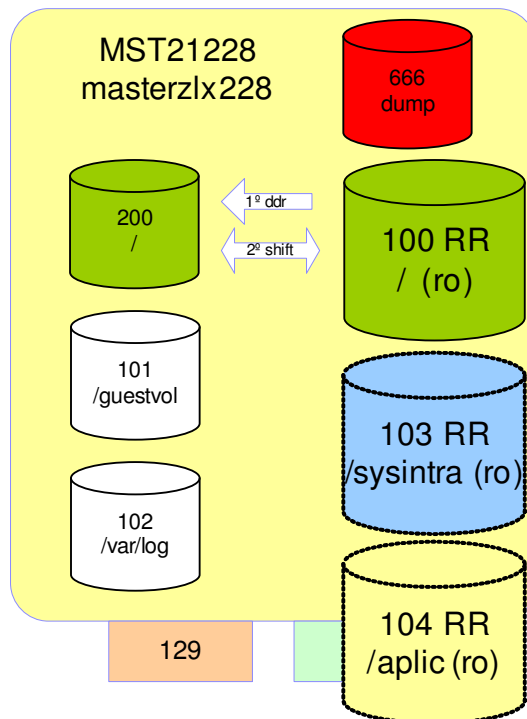 MST21228
masterzlx228
666
dump
200
/
1º ddr
2º shift
100 RR
/ (ro)
101
/guestvol
103 RR
/sysintra (ro)
102
/var/log
104 RR
/aplic (ro)
129